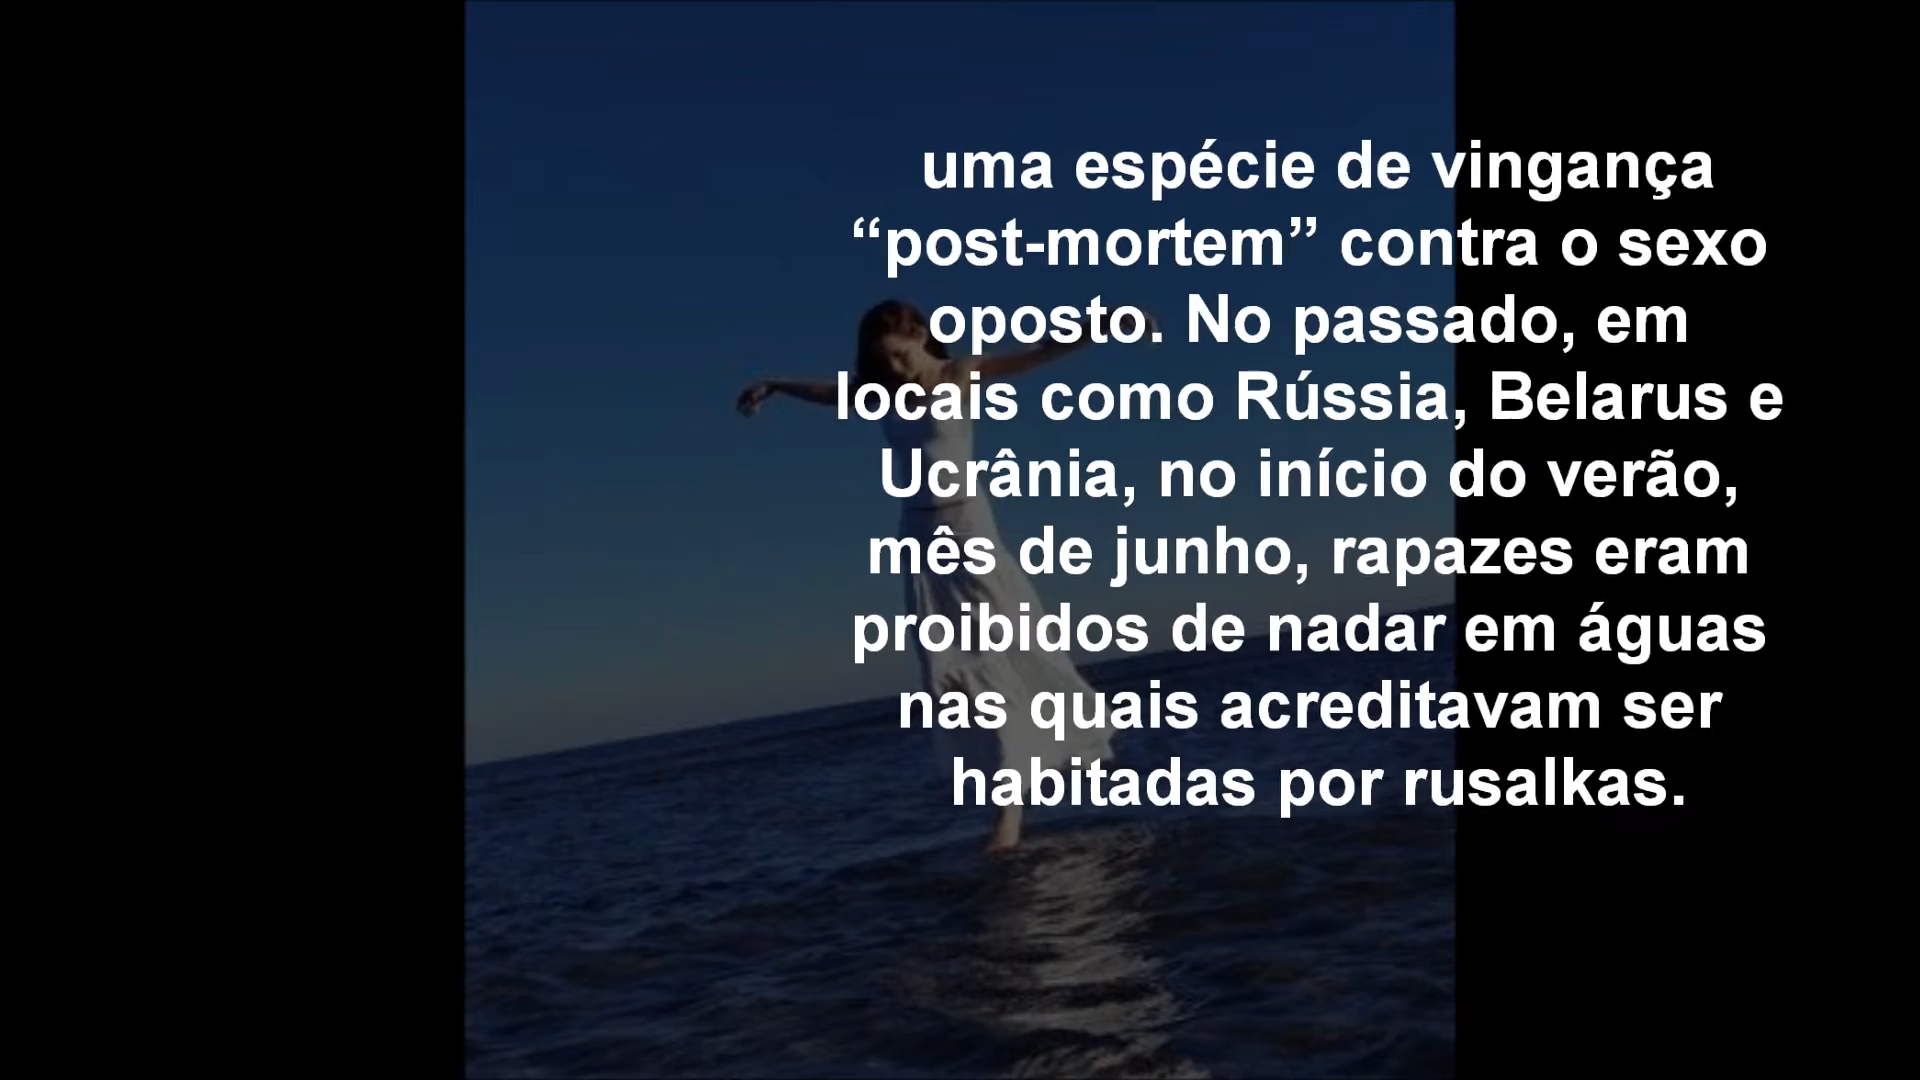 uma espécie de vingança
“post-mortem” contra o sexo
oposto. No passado, em
locais como Rússia, Belarus e
Ucrânia, no início do verão,
mês de junho, rapazes eram
proibidos de nadar em águas
nas quais acreditavam ser
habitadas por rusalkas.